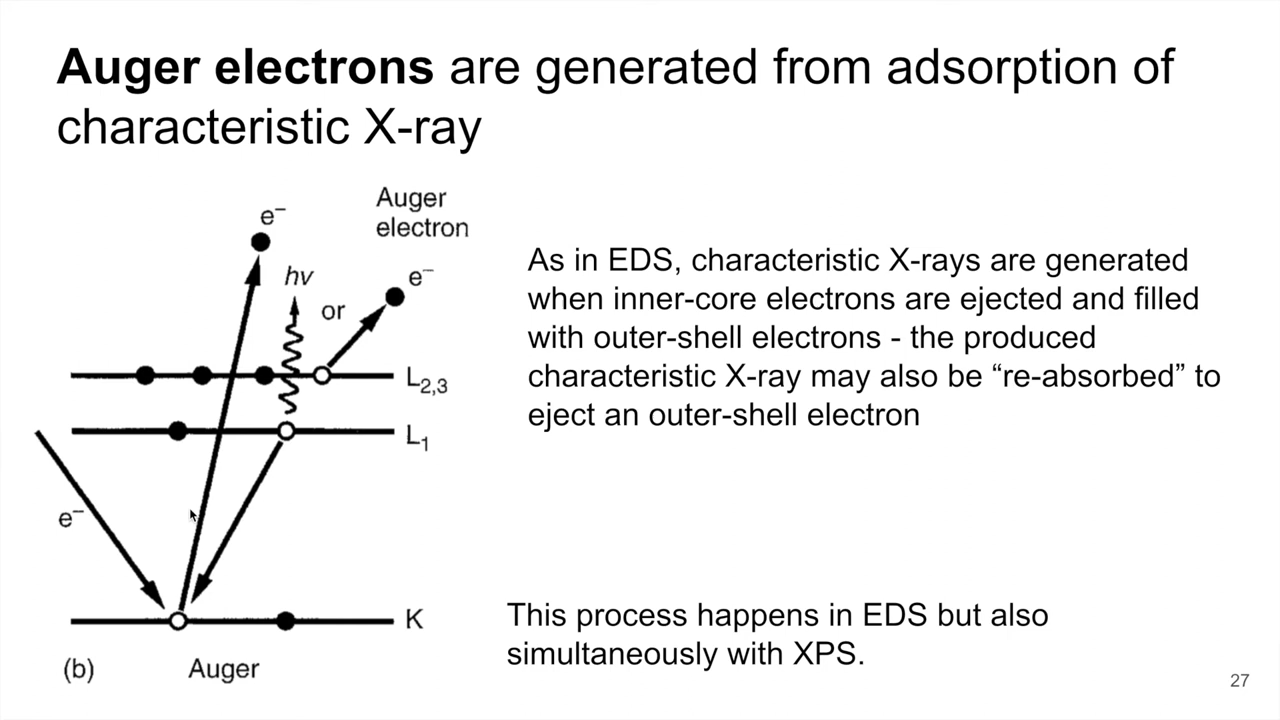 Auger electrons are generated from adsorption of
characteristic X-ray
e⁻
Auger
electron
hν
or
e⁻
L2,3
L1
e⁻
K
(b)
Auger
As in EDS, characteristic X-rays are generated
when inner-core electrons are ejected and filled
with outer-shell electrons - the produced
characteristic X-ray may also be “re-absorbed” to
eject an outer-shell electron
This process happens in EDS but also
simultaneously with XPS.
27